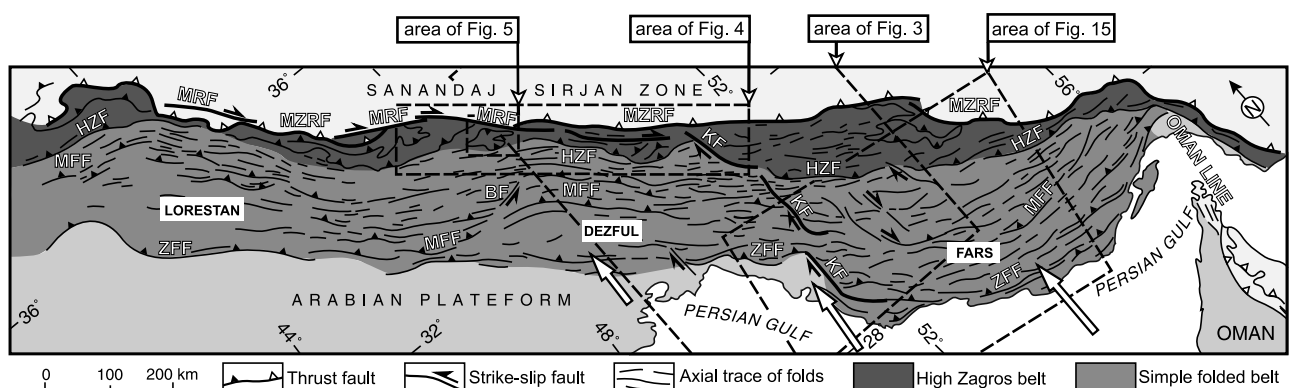 area of Fig. 5
area of Fig. 4
area of Fig. 3
area of Fig. 15
36°
SANANDAJ SIRJAN ZONE
52°
56°
N
MRF
MRF
MRF
MZRF
MZRF
MZRF
HZF
HZF
HZF
HZF
KF
KF
KF
MFF
MFF
MFF
MFF
BF
LORESTAN
DEZFUL
FARS
ZFF
ZFF
ZFF
OMAN LINE
ARABIAN PLATEFORM
PERSIAN GULF
PERSIAN GULF
OMAN
36°
44°
32°
48°
28
52°
0 100 200 km
Thrust fault
Strike-slip fault
Axial trace of folds
High Zagros belt
Simple folded belt